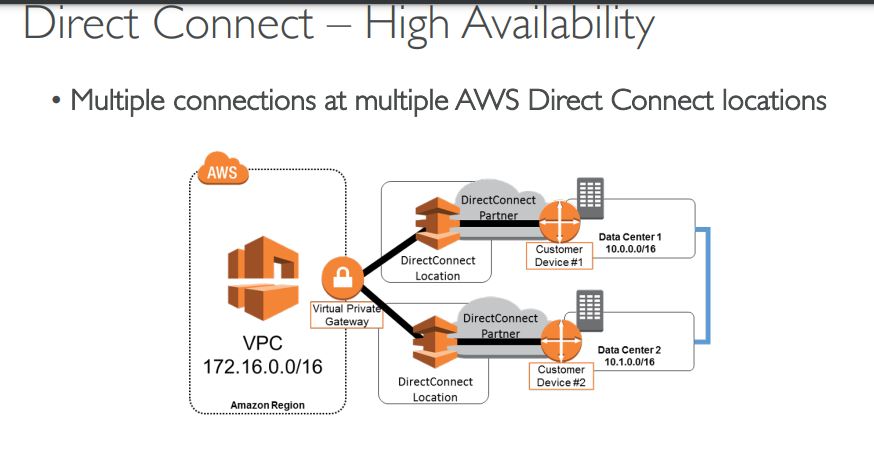 Direct Connect – High Availability
• Multiple connections at multiple AWS Direct Connect locations
AWS
VPC
172.16.0.0/16
Amazon Region
Virtual Private
Gateway
DirectConnect
Location
DirectConnect
Partner
Customer
Device #1
Data Center 1
10.0.0.0/16
DirectConnect
Location
DirectConnect
Partner
Customer
Device #2
Data Center 2
10.1.0.0/16